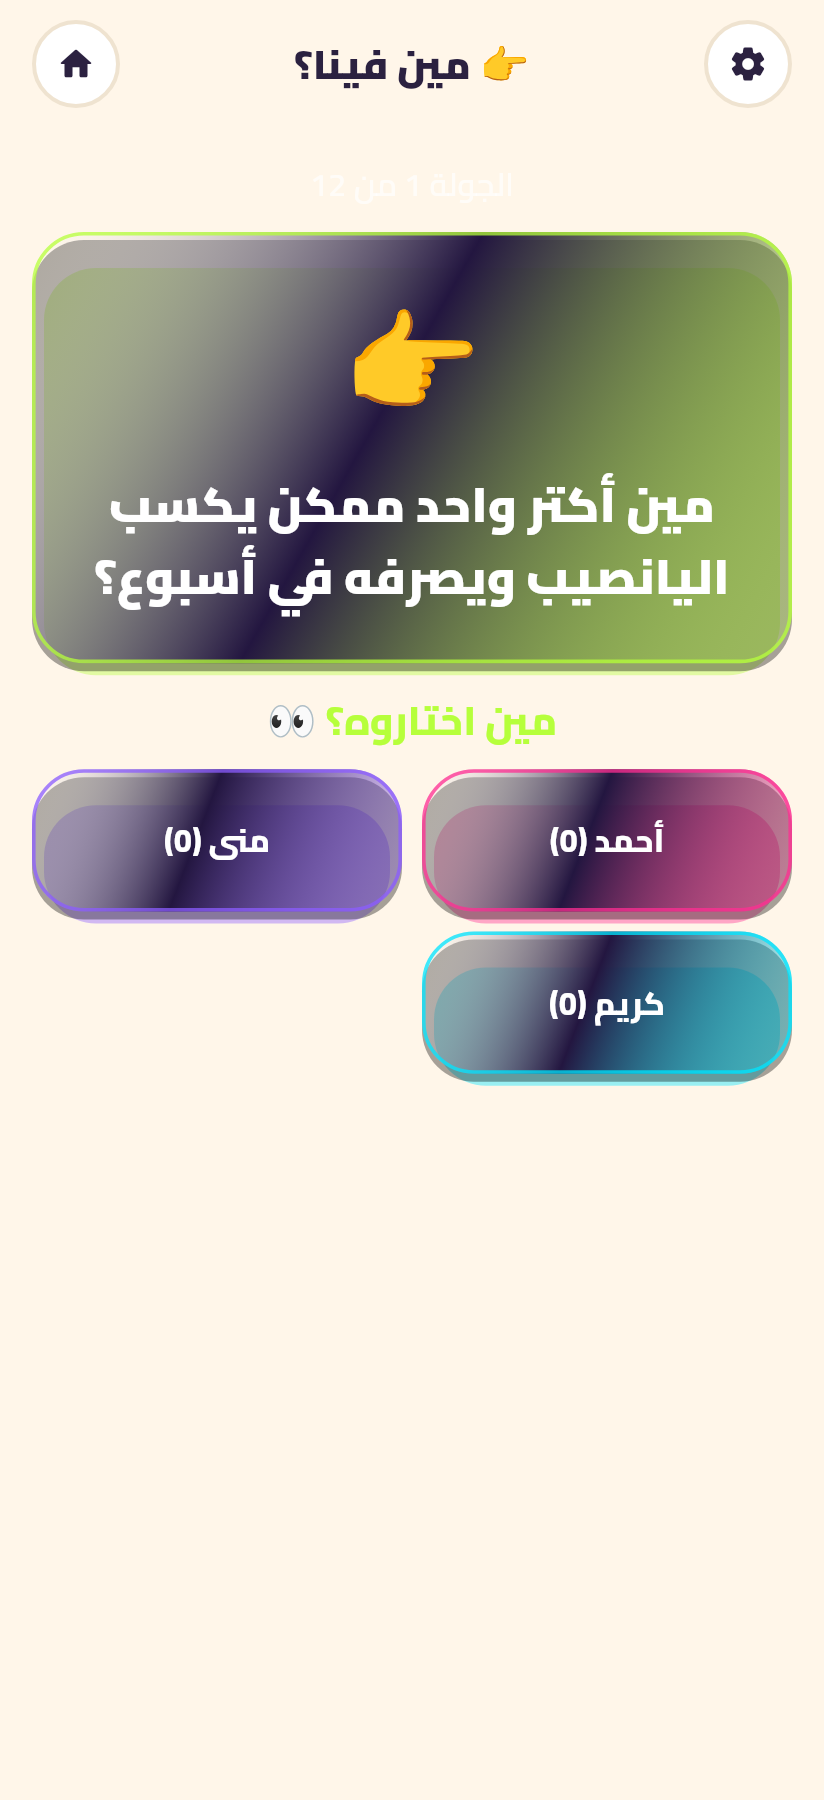 👉 مين فينا؟
الجولة 1 من 12
👉
مين أكتر واحد ممكن يكسب
اليانصيب ويصرفه في أسبوع؟
مين اختاروه؟ 👀
أحمد (0)
منى (0)
كريم (0)